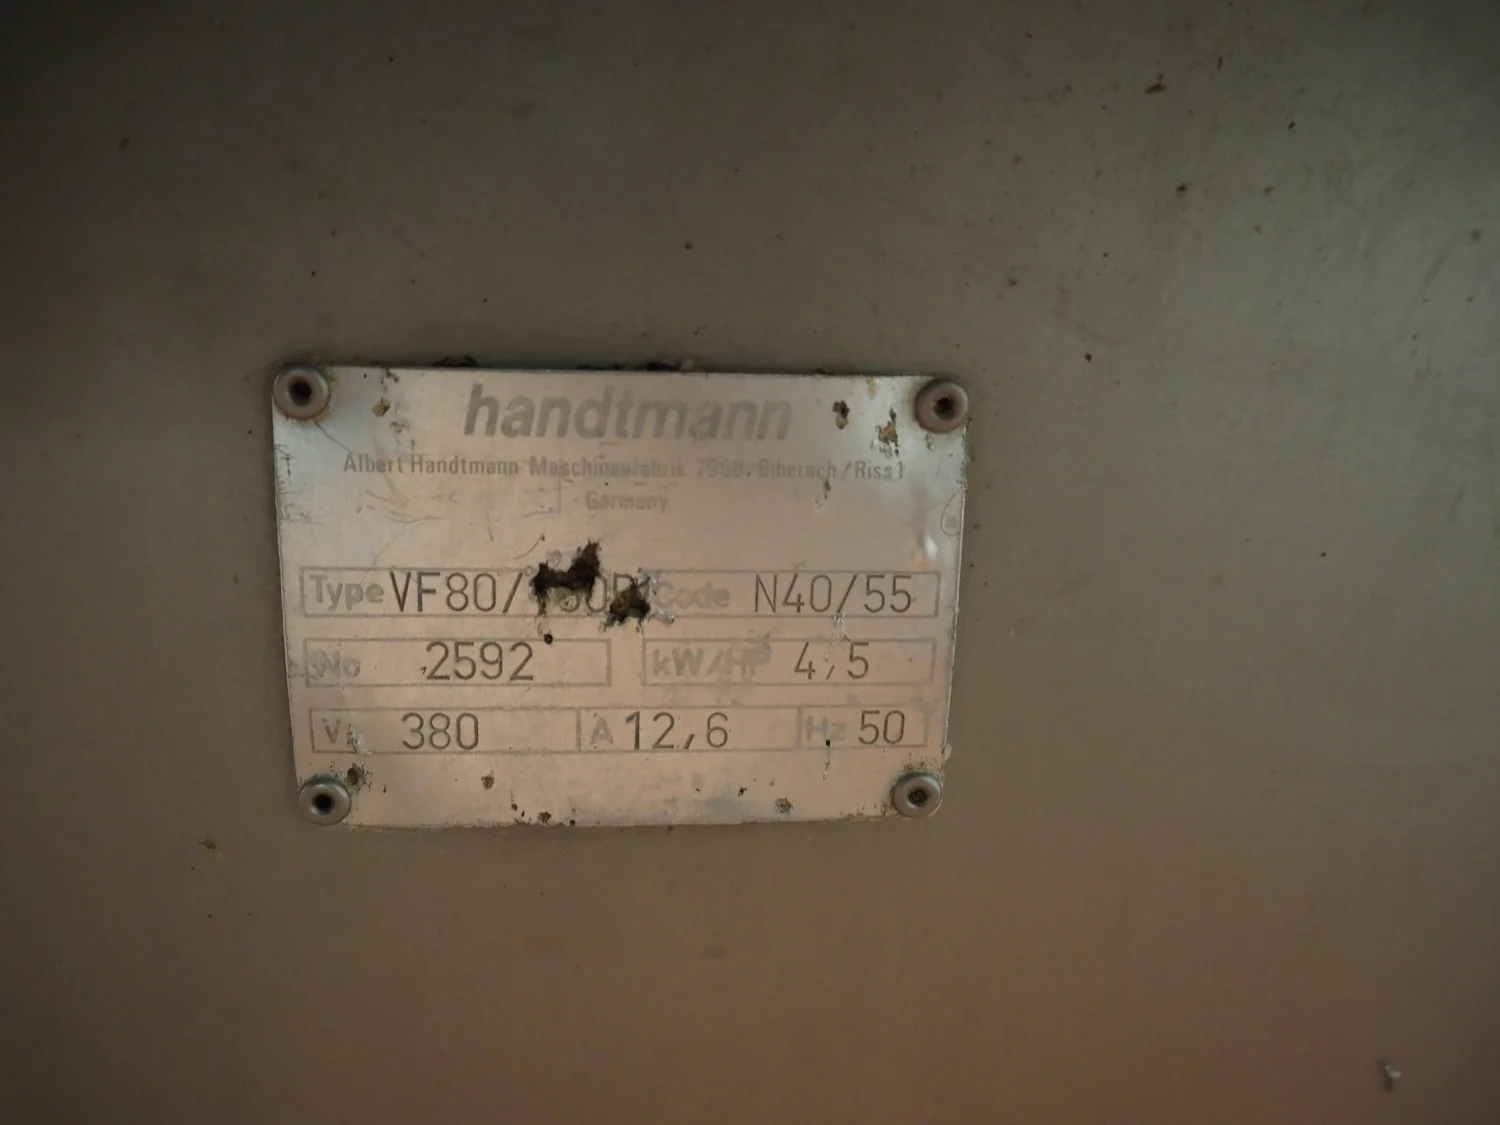 handtmann
Albert Handtmann Maschinenfabrik 7950 Biberach/Riss 1
Germany
Type Code N40/55
No 2592 kW/HP 4,5
V 380 A 12,6 Hz 50